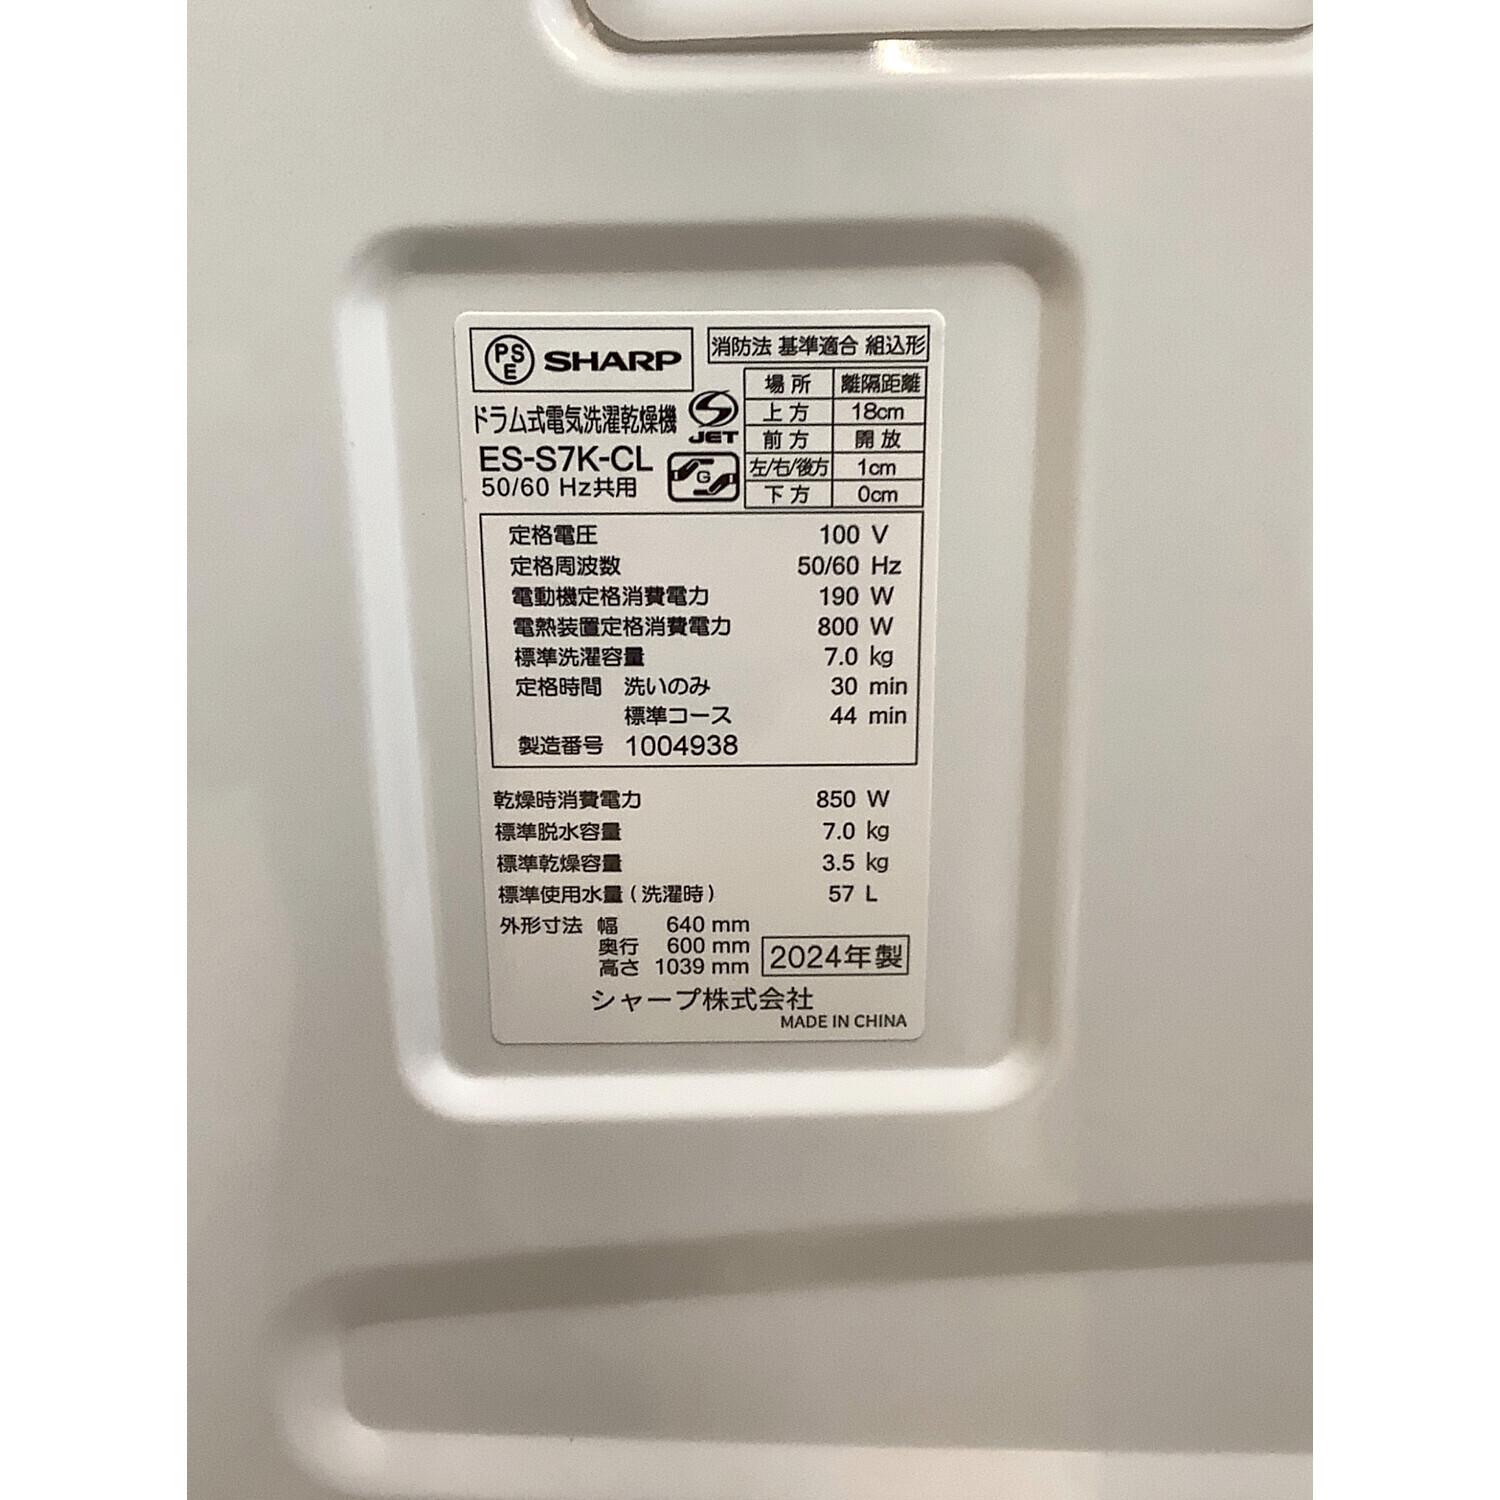 PSE SHARP
消防法 基準適合 組込形
場所 離隔距離
上方 18cm
前方 開放
左/右/後方 1cm
下方 0cm
ドラム式電気洗濯乾燥機
JET
ES-S7K-CL
G
50/60 Hz共用
定格電圧 100 V
定格周波数 50/60 Hz
電動機定格消費電力 190 W
電熱装置定格消費電力 800 W
標準洗濯容量 7.0 kg
定格時間 洗いのみ 30 min
標準コース 44 min
製造番号 1004938
乾燥時消費電力 850 W
標準脱水容量 7.0 kg
標準乾燥容量 3.5 kg
標準使用水量(洗濯時) 57 L
外形寸法 幅 640 mm
奥行 600 mm
高さ 1039 mm
2024年製
シャープ株式会社
MADE IN CHINA